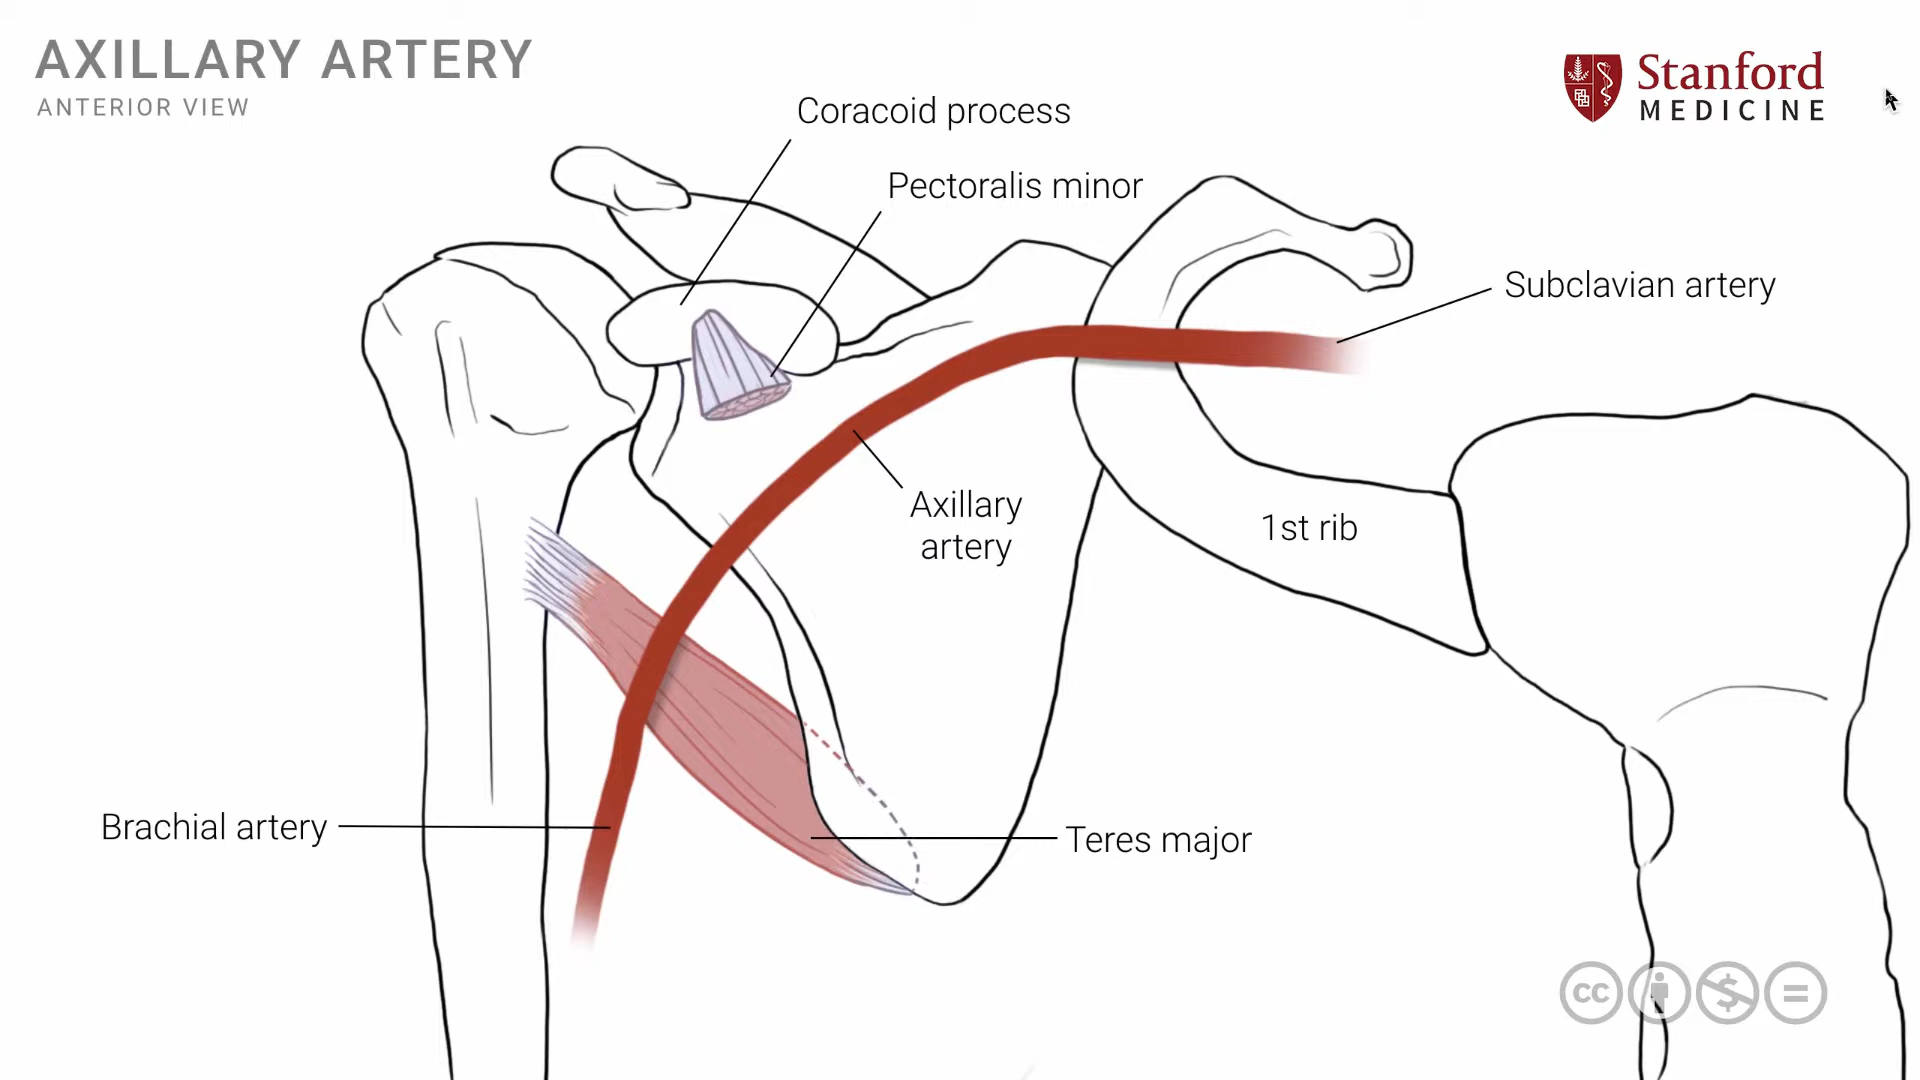 AXILLARY ARTERY
ANTERIOR VIEW
Stanford
MEDICINE
Coracoid process
Pectoralis minor
Subclavian artery
Axillary
artery
1st rib
Brachial artery
Teres major
cc